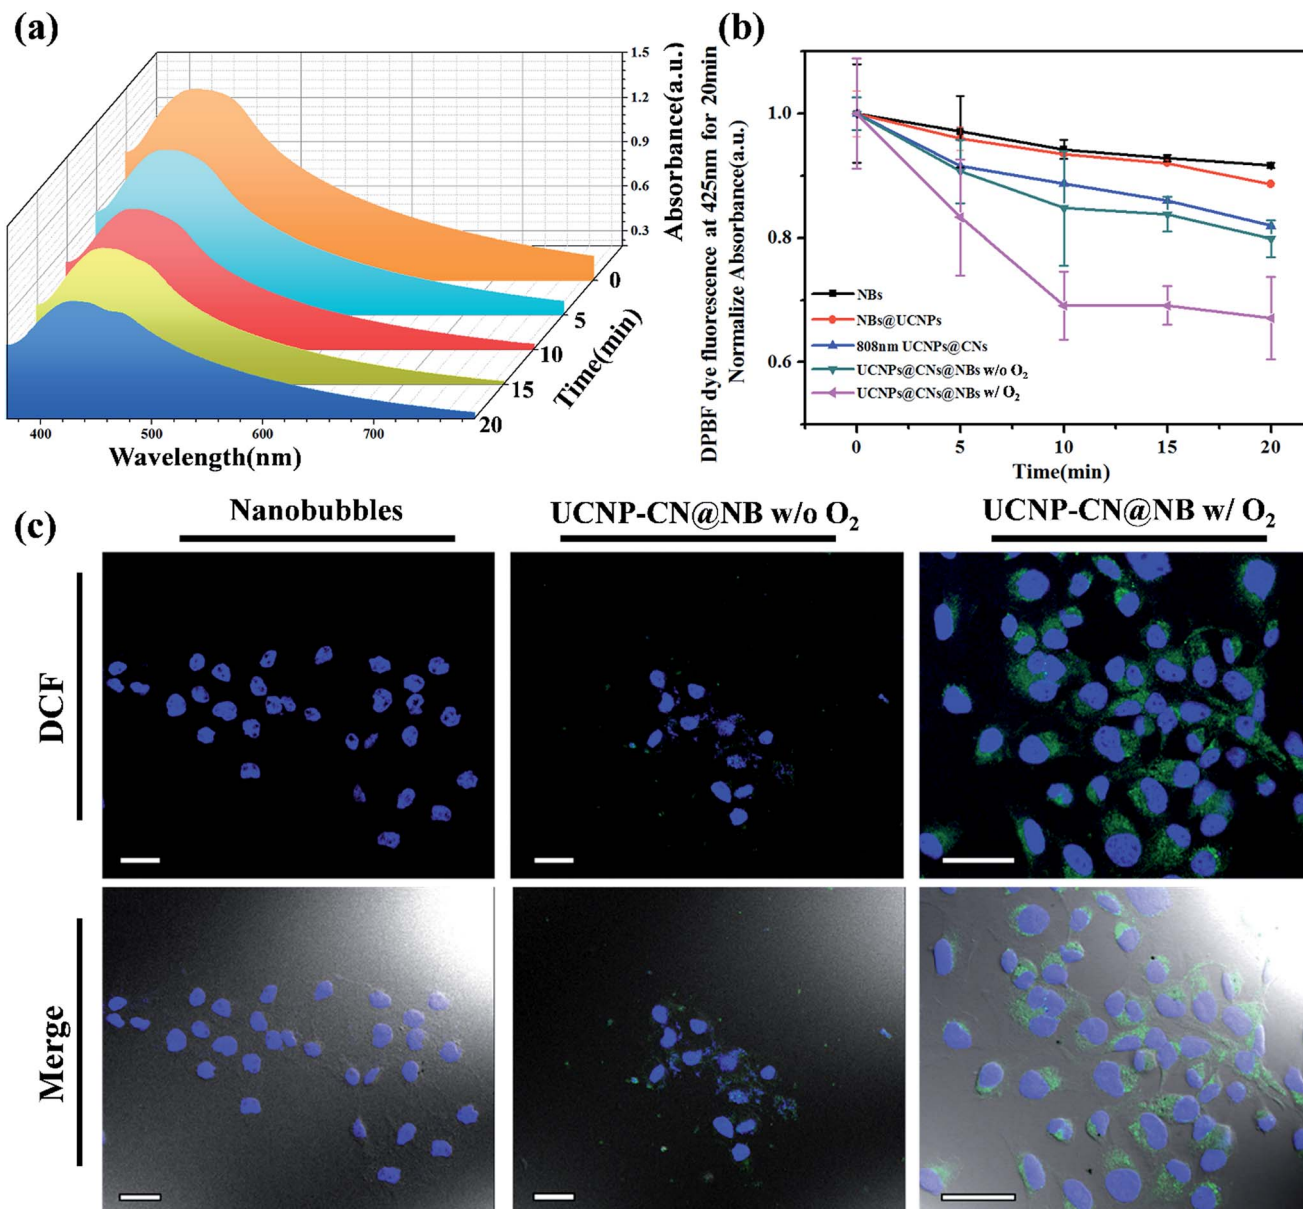 (a)
1.5
1.2
0.9
0.6
0.3
Absorbance(a.u.)
0
5
10
15
20
Time(min)
400
500
600
700
Wavelength(nm)
(b)
DPBF dye fluorescence at 425nm for 20min
Normalize Absorbance(a.u.)
1.0
0.8
0.6
NBs
NBs@UCNPs
808nm UCNPs@CNs
UCNPs@CNs@NBs w/o O₂
UCNPs@CNs@NBs w/ O₂
0
5
10
15
20
Time(min)
(c)
Nanobubbles
UCNP-CN@NB w/o O₂
UCNP-CN@NB w/ O₂
DCF
Merge